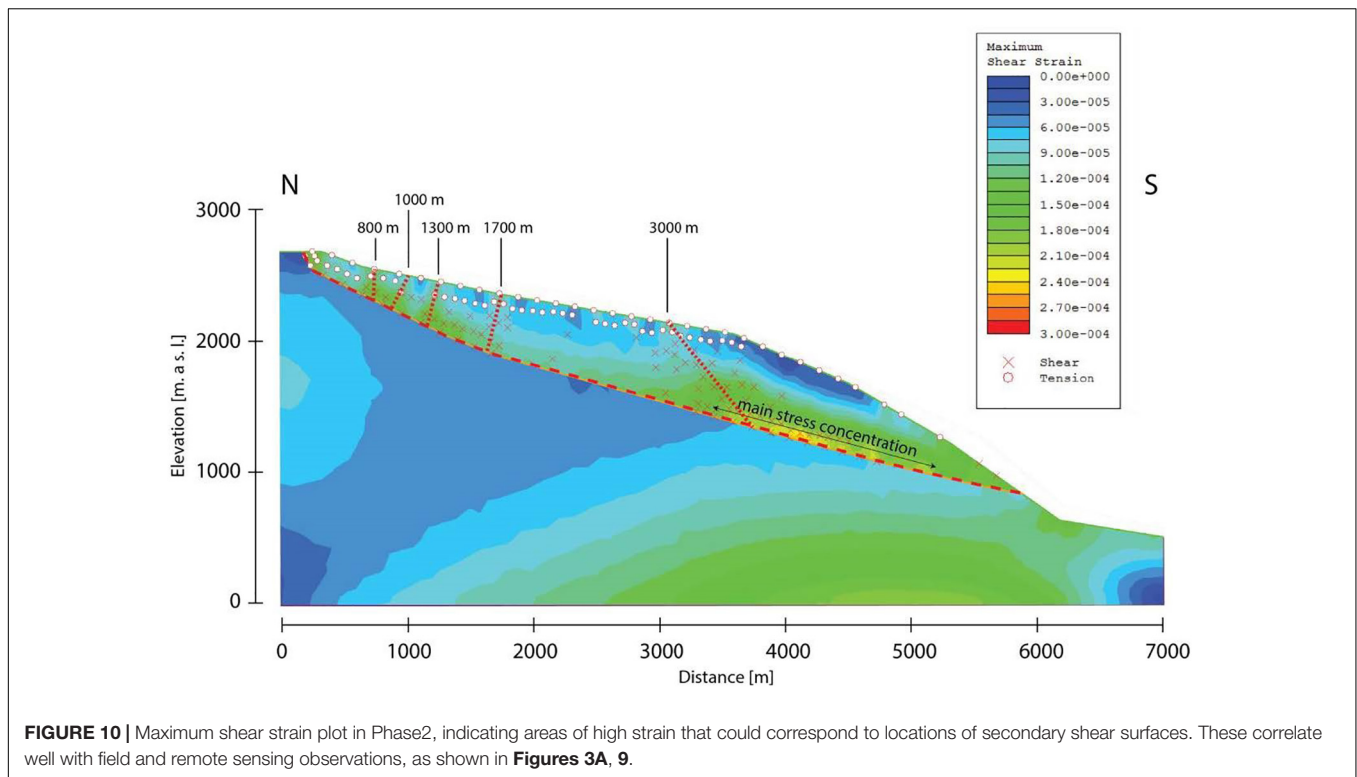 Maximum
Shear Strain
0.00e+000
3.00e-005
6.00e-005
9.00e-005
1.20e-004
1.50e-004
1.80e-004
2.10e-004
2.40e-004
2.70e-004
3.00e-004
Shear
Tension
N
S
1000 m
800 m
1300 m
1700 m
3000 m
3000
2000
1000
0
Elevation [m. a s. l.]
main stress concentration
0
1000
2000
3000
4000
5000
6000
7000
Distance [m]
FIGURE 10 | Maximum shear strain plot in Phase2, indicating areas of high strain that could correspond to locations of secondary shear surfaces. These correlate
well with field and remote sensing observations, as shown in Figures 3A, 9.